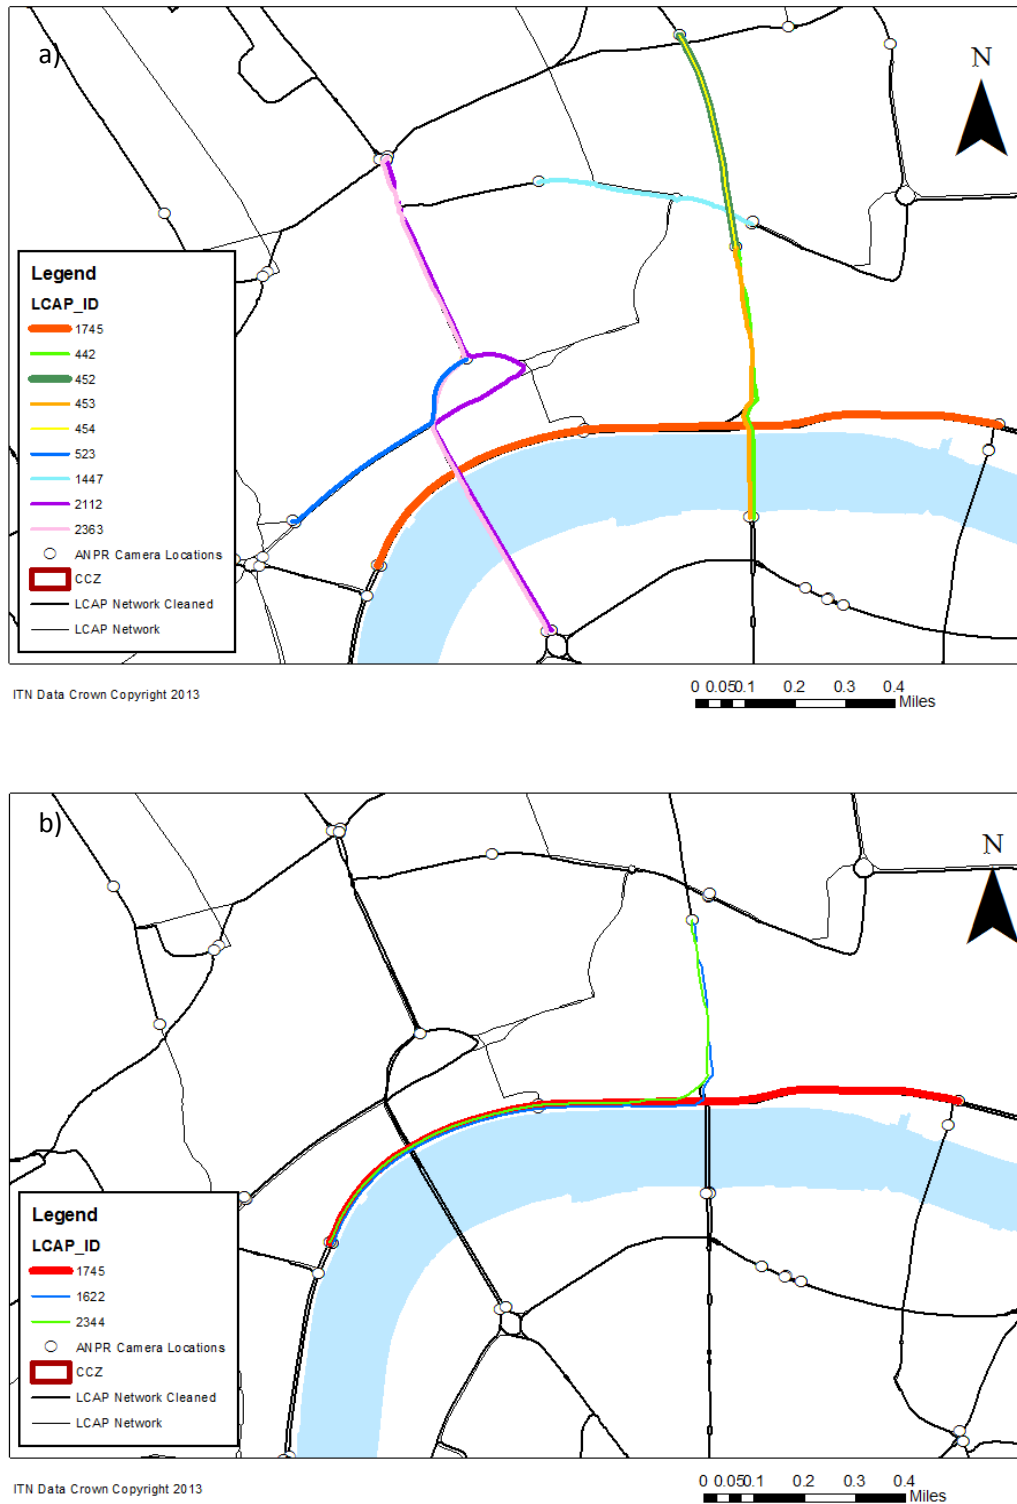 a)
N
Legend
LCAP_ID
1745
442
452
453
454
523
1447
2112
2363
ANPR Camera Locations
CCZ
LCAP Network Cleaned
LCAP Network
ITN Data Crown Copyright 2013
0 0.050.1 0.2 0.3 0.4
Miles
b)
N
Legend
LCAP_ID
1745
1622
2344
ANPR Camera Locations
CCZ
LCAP Network Cleaned
LCAP Network
ITN Data Crown Copyright 2013
0 0.050.1 0.2 0.3 0.4
Miles